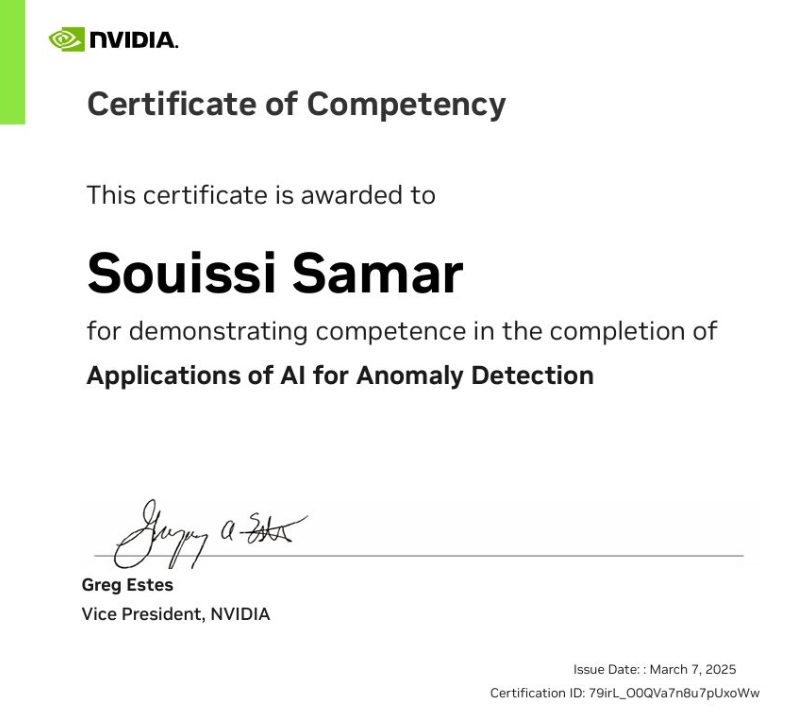 NVIDIA.
Certificate of Competency
This certificate is awarded to
Souissi Samar
for demonstrating competence in the completion of
Applications of AI for Anomaly Detection
Greg Estes
Vice President, NVIDIA
Issue Date: : March 7, 2025
Certification ID: 79irL_O0QVa7n8u7pUxoWw